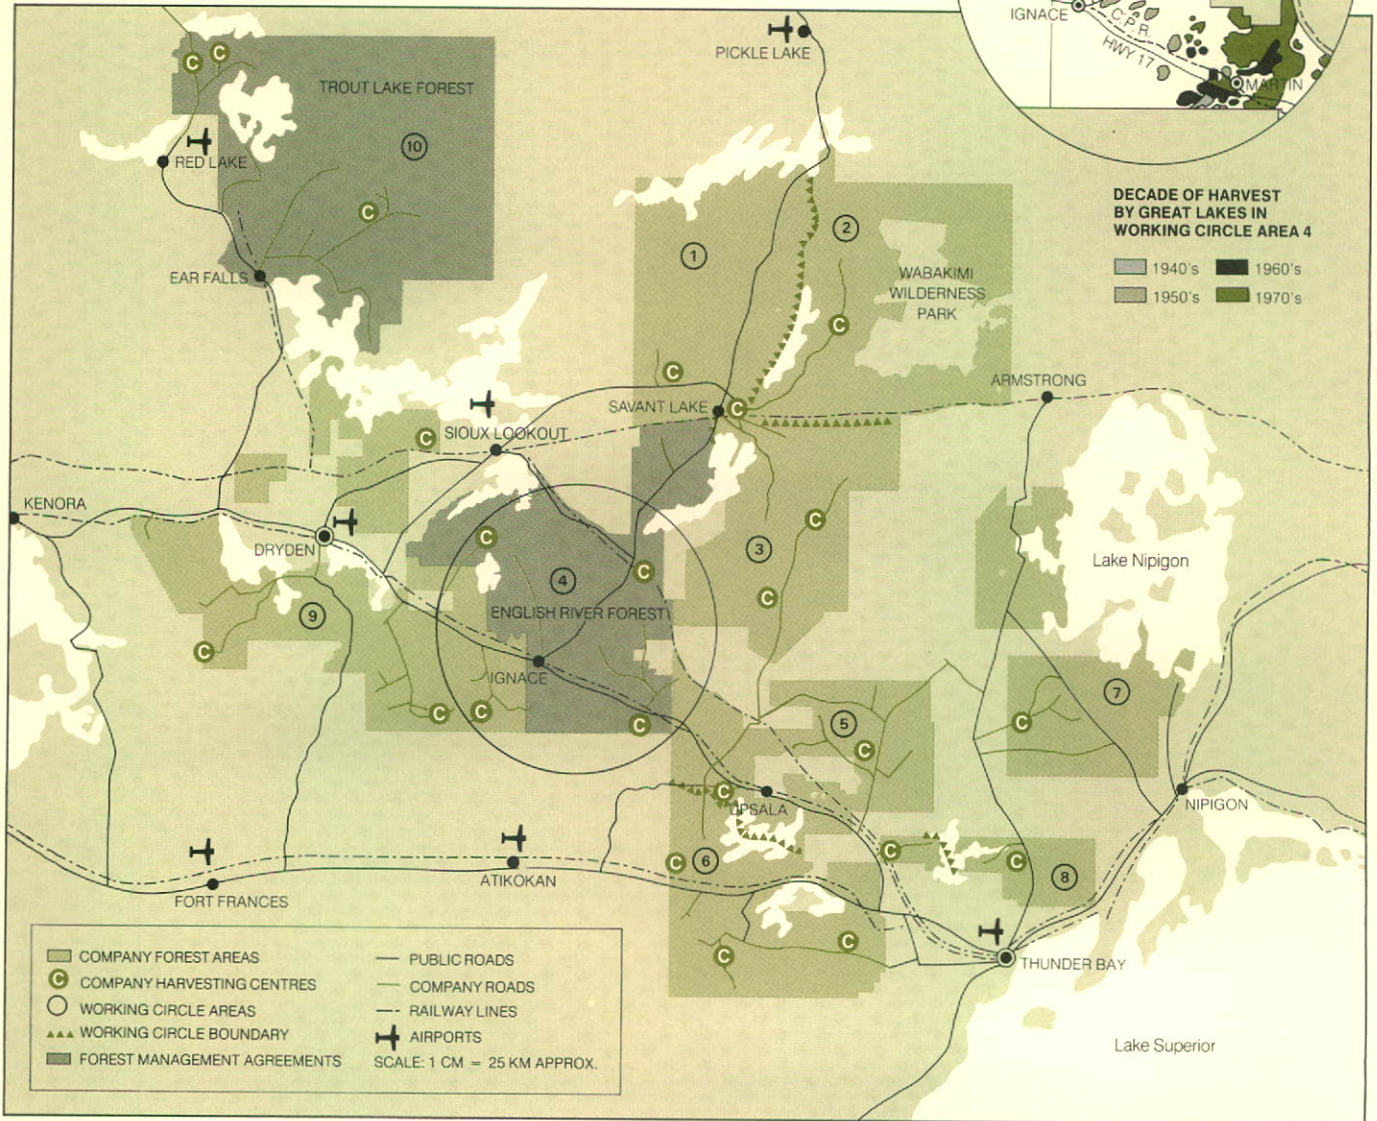 IGNACE
C.P.R.
HWY 17
MARTIN
PICKLE LAKE
TROUT LAKE FOREST
C
C
10
RED LAKE
C
EAR FALLS
DECADE OF HARVEST
BY GREAT LAKES IN
WORKING CIRCLE AREA 4
1940's
1960's
1950's
1970's
1
2
WABAKIMI
WILDERNESS
PARK
C
C
ARMSTRONG
SAVANT LAKE
C
C
SIOUX LOOKOUT
KENORA
DRYDEN
C
C
3
C
4
C
C
ENGLISH RIVER FOREST
Lake Nipigon
9
C
IGNACE
C
C
C
5
C
7
C
UPSALA
C
NIPIGON
6
C
C
C
8
ATIKOKAN
FORT FRANCES
C
C
THUNDER BAY
Lake Superior
COMPANY FOREST AREAS
C COMPANY HARVESTING CENTRES
WORKING CIRCLE AREAS
WORKING CIRCLE BOUNDARY
FOREST MANAGEMENT AGREEMENTS
PUBLIC ROADS
COMPANY ROADS
RAILWAY LINES
AIRPORTS
SCALE: 1 CM = 25 KM APPROX.